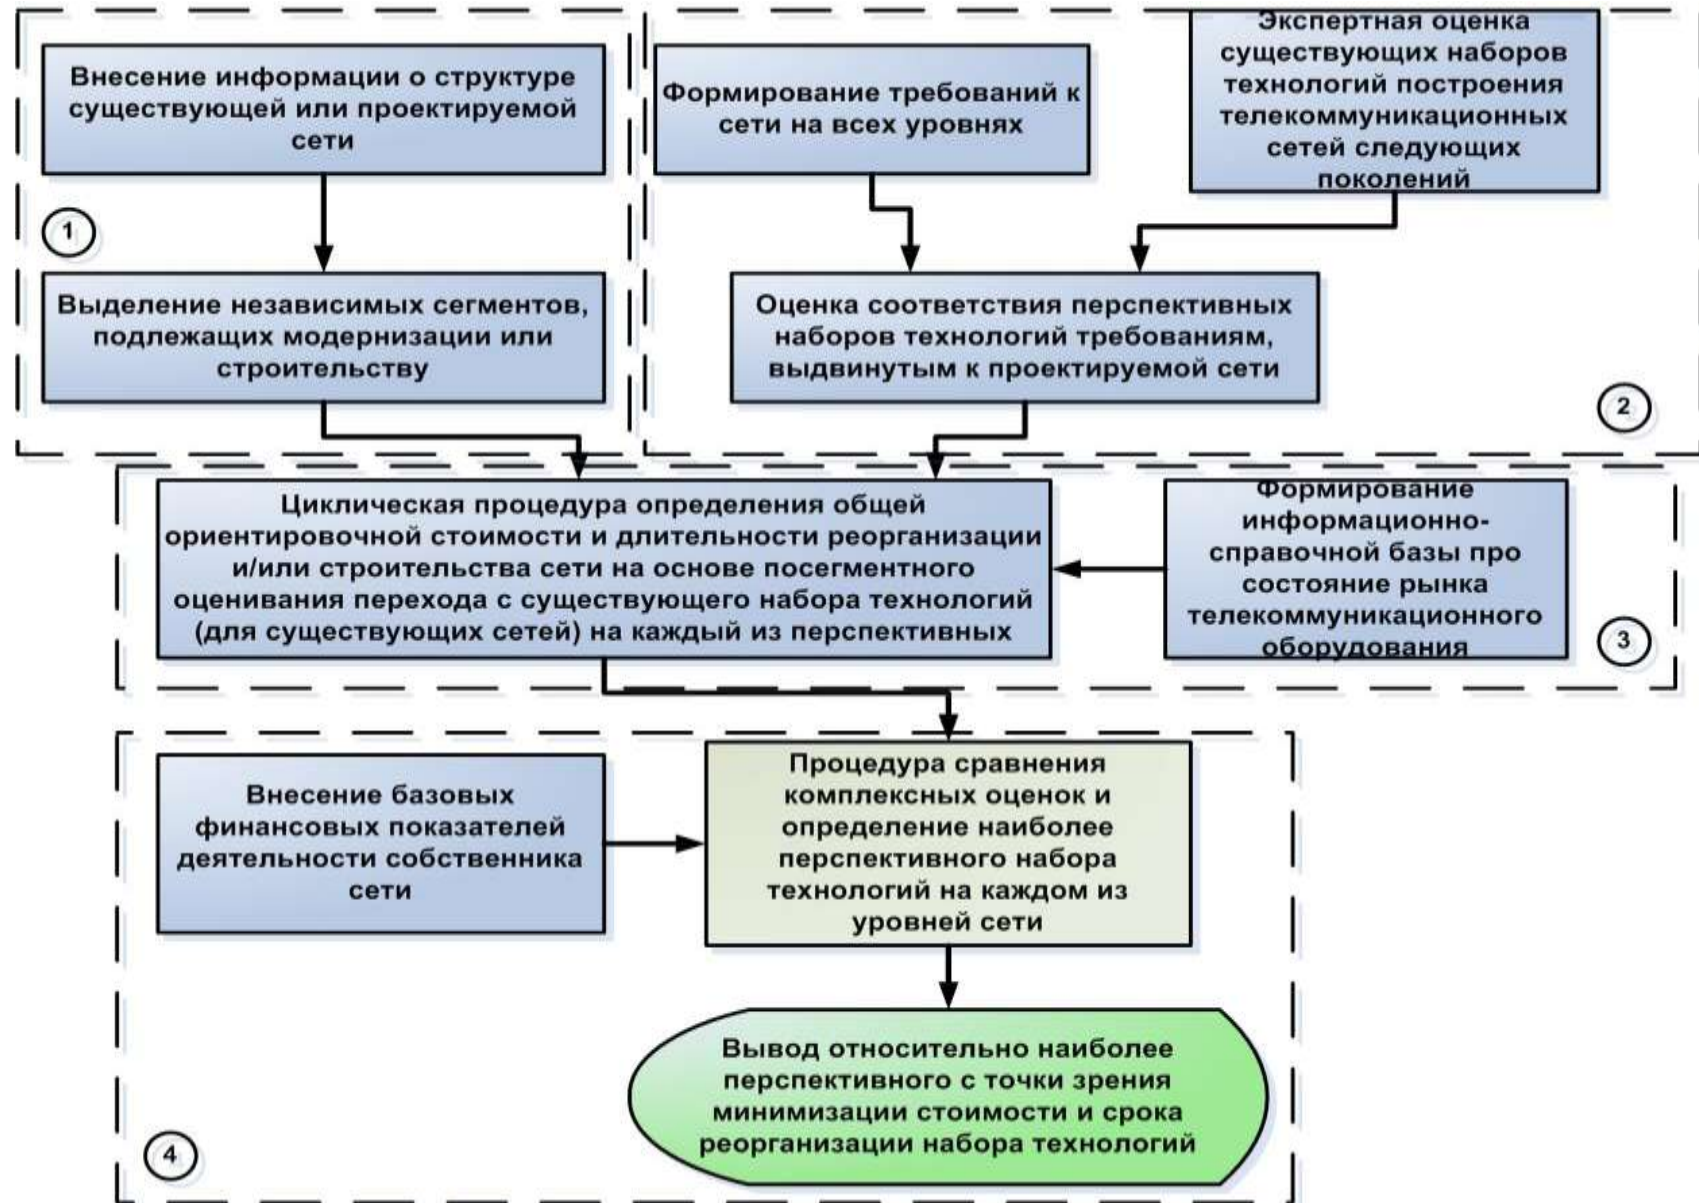 Внесение информации о структуре
существующей или проектируемой
сети
Формирование требований к
сети на всех уровнях
Экспертная оценка
существующих наборов
технологий построения
телекоммуникационных
сетей следующих
поколений
1
Выделение независимых сегментов,
подлежащих модернизации или
строительству
Оценка соответствия перспективных
наборов технологий требованиям,
выдвинутым к проектируемой сети
2
Циклическая процедура определения общей
ориентировочной стоимости и длительности реорганизации
и/или строительства сети на основе посегментного
оценивания перехода с существующего набора технологий
(для существующих сетей) на каждый из перспективных
Формирование
информационно-
справочной базы про
состояние рынка
телекоммуникационного
оборудования
3
Внесение базовых
финансовых показателей
деятельности собственника
сети
Процедура сравнения
комплексных оценок и
определение наиболее
перспективного набора
технологий на каждом из
уровней сети
Вывод относительно наиболее
перспективного с точки зрения
минимизации стоимости и срока
реорганизации набора технологий
4